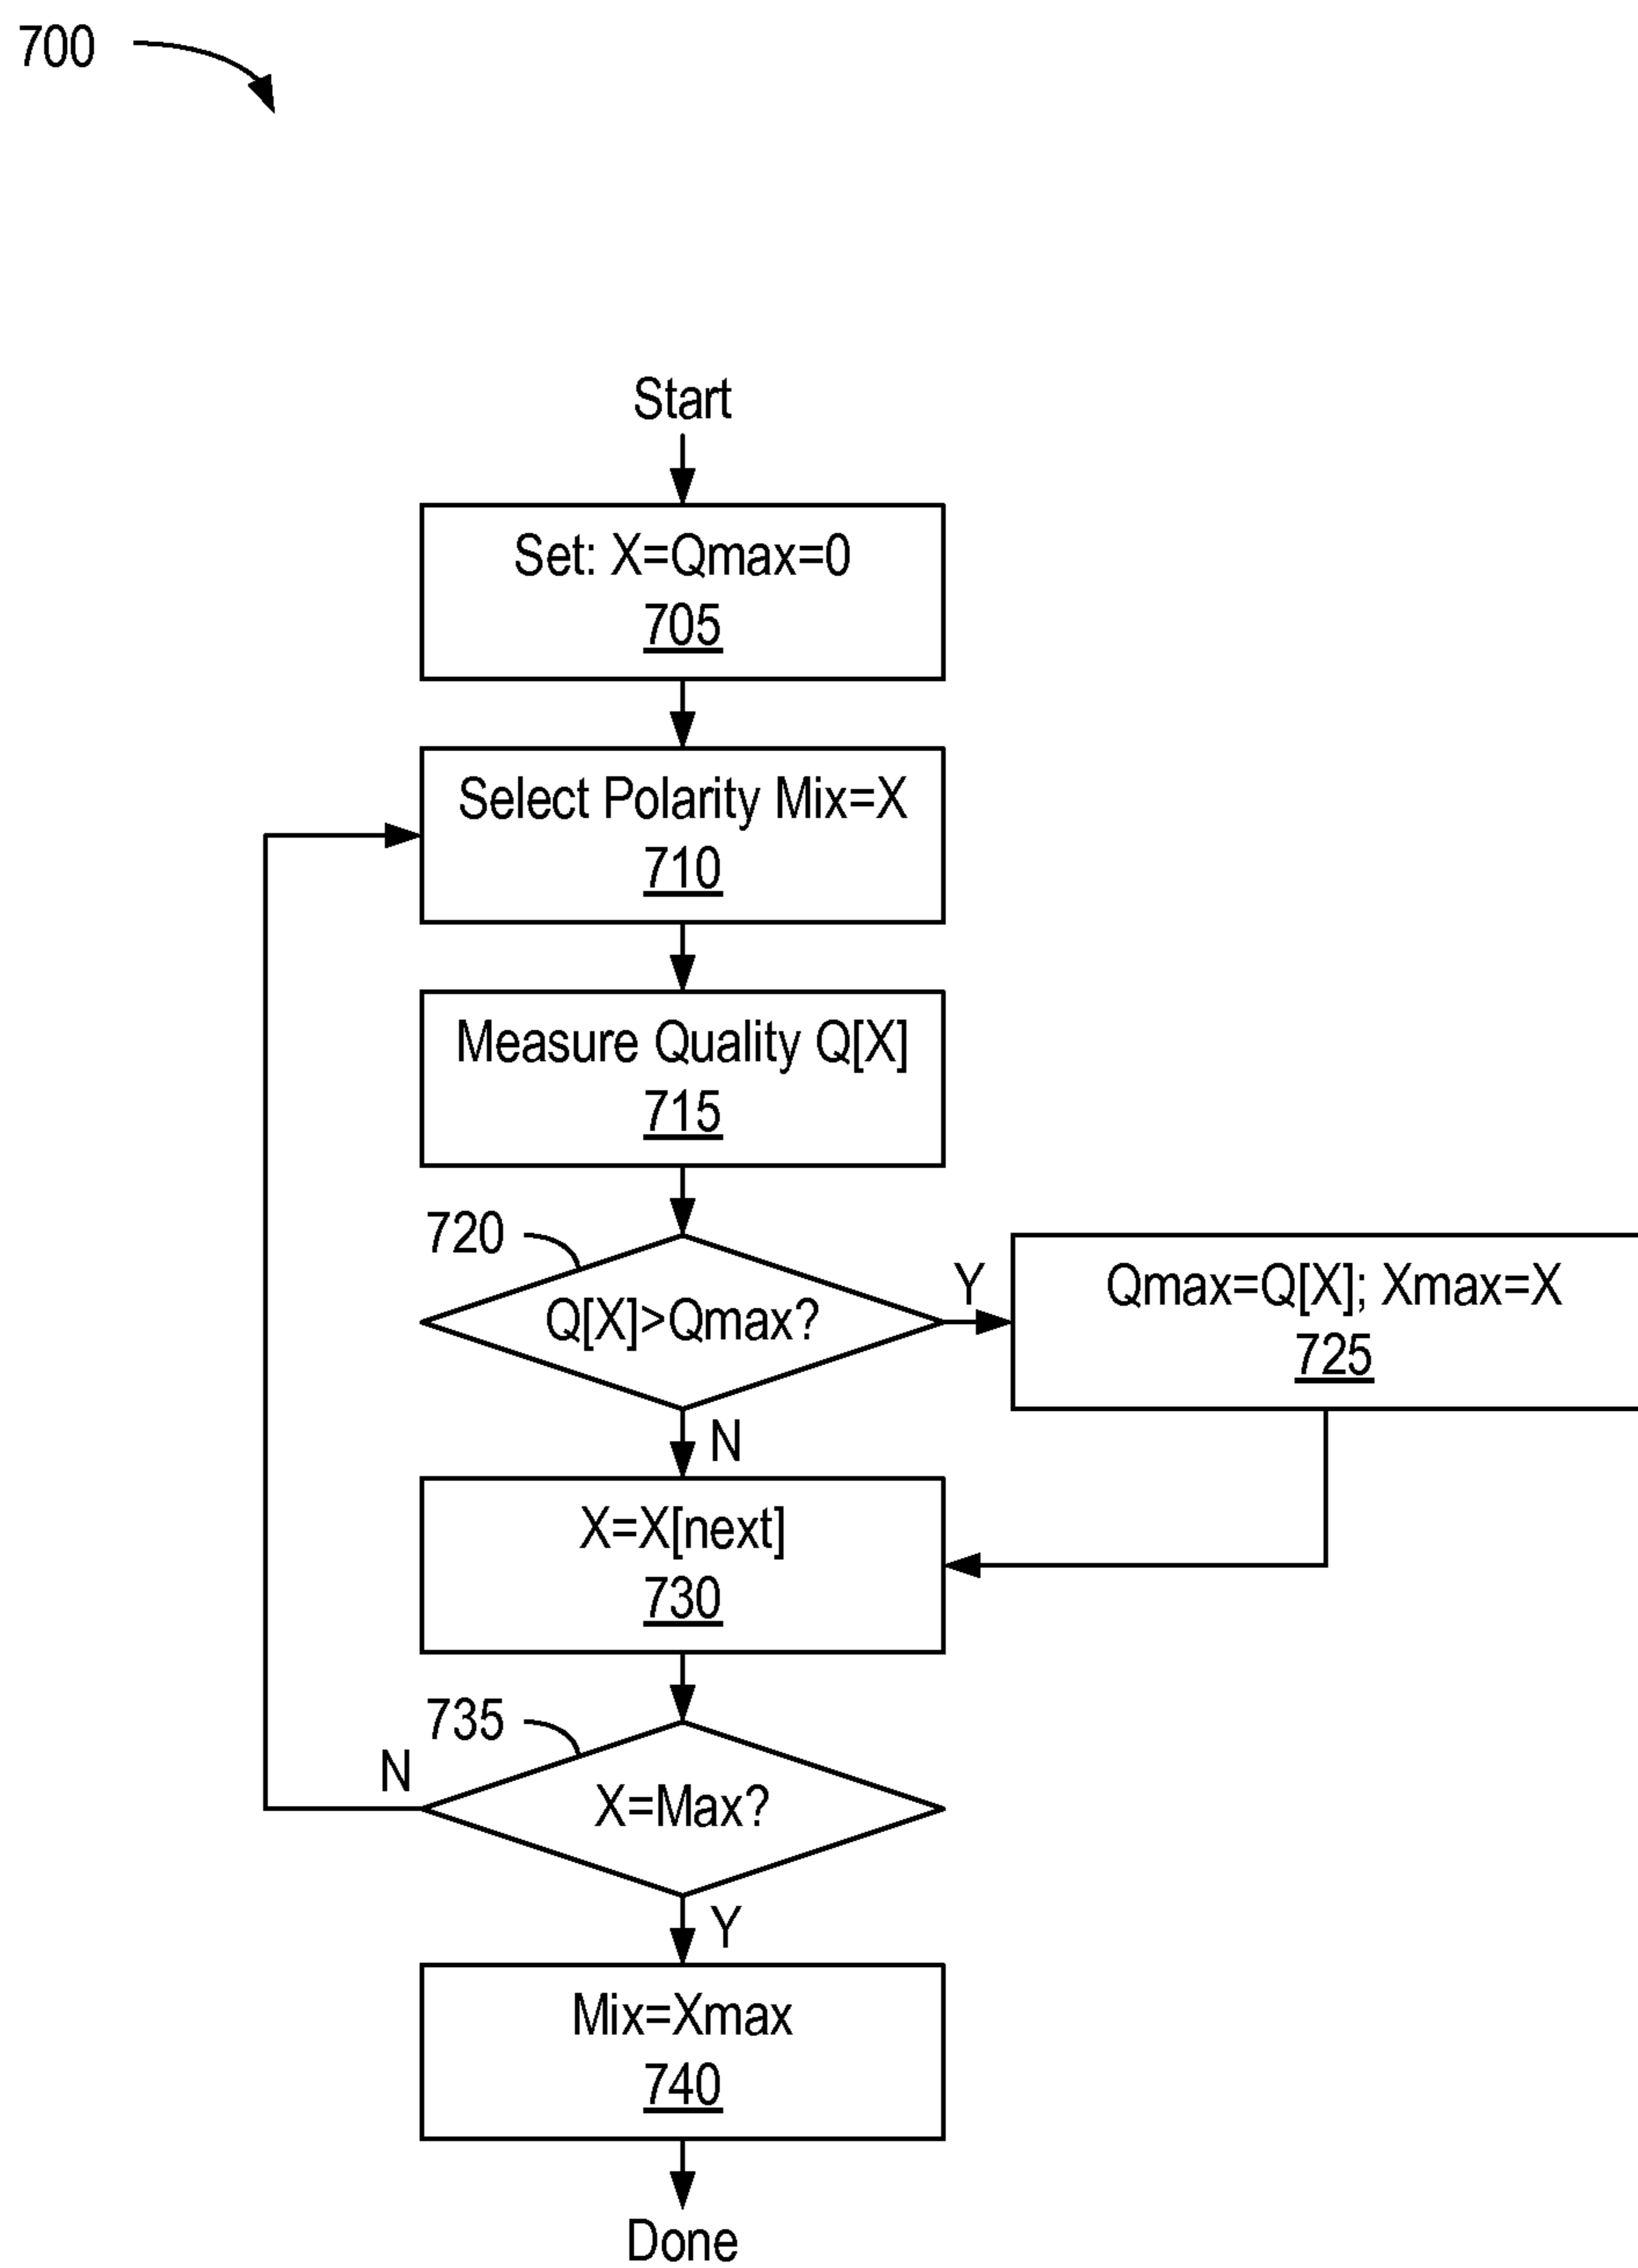 700
Start
Set: X=Qmax=0
705
Select Polarity Mix=X
710
Measure Quality Q[X]
715
720
Q[X]>Qmax?
Y
Qmax=Q[X]; Xmax=X
725
N
X=X[next]
730
735
N
X=Max?
Y
Mix=Xmax
740
Done